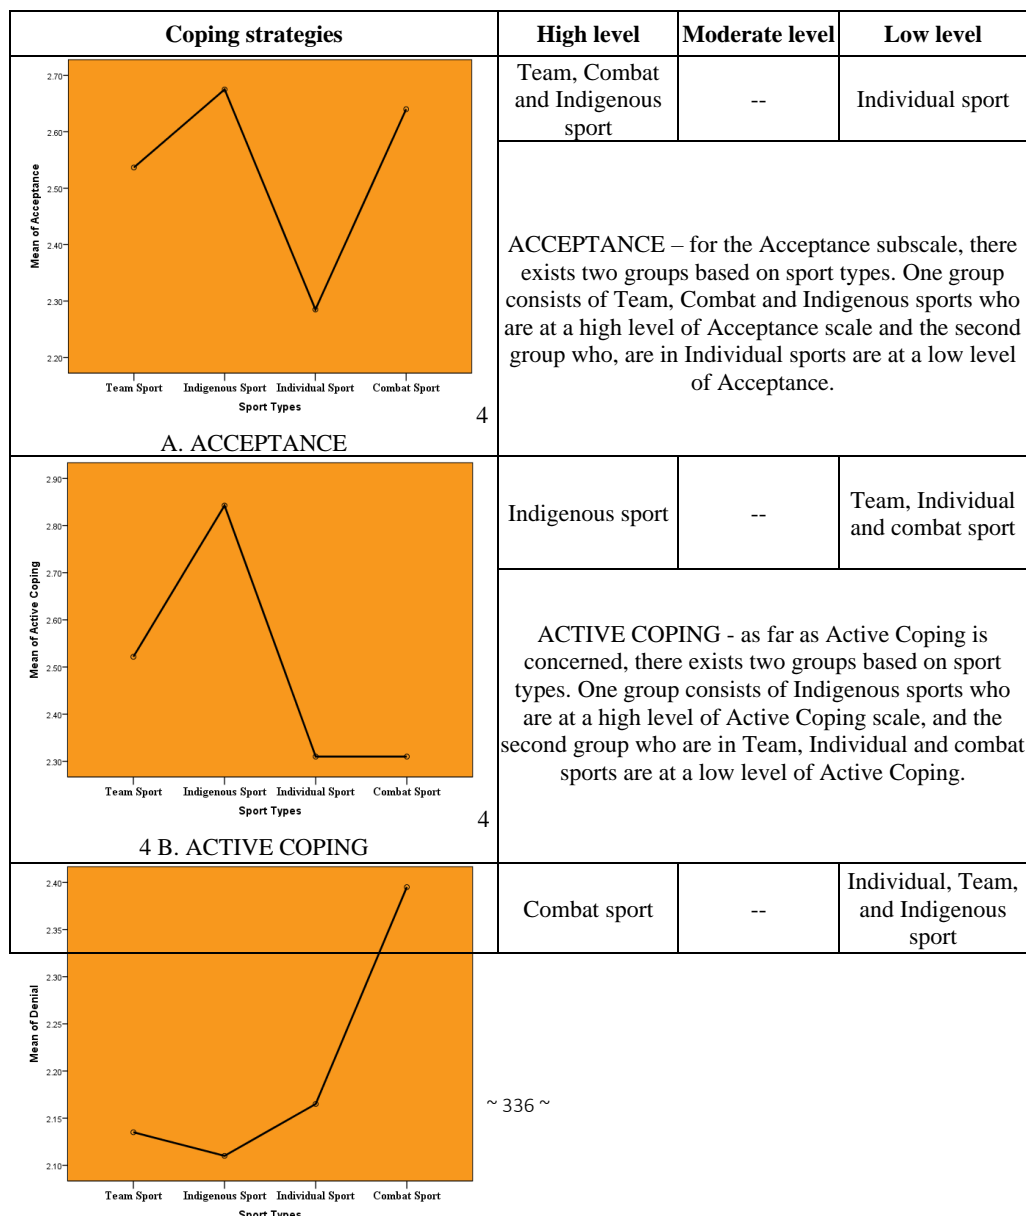 Coping strategies High level Moderate level Low level
2.70
2.60
2.50
2.40
2.30
2.20
Mean of Acceptance
Team Sport Indigenous Sport Individual Sport Combat Sport
Sport Types
4
A. ACCEPTANCE
Team, Combat
and Indigenous
sport
--
Individual sport
ACCEPTANCE – for the Acceptance subscale, there
exists two groups based on sport types. One group
consists of Team, Combat and Indigenous sports who
are at a high level of Acceptance scale and the second
group who, are in Individual sports are at a low level
of Acceptance.
2.90
2.80
2.70
2.60
2.50
2.40
2.30
Mean of Active Coping
Team Sport Indigenous Sport Individual Sport Combat Sport
Sport Types
4
4 B. ACTIVE COPING
Indigenous sport
--
Team, Individual
and combat sport
ACTIVE COPING - as far as Active Coping is
concerned, there exists two groups based on sport
types. One group consists of Indigenous sports who
are at a high level of Active Coping scale, and the
second group who are in Team, Individual and combat
sports are at a low level of Active Coping.
2.40
2.35
2.30
2.25
2.20
2.15
2.10
Mean of Denial
Team Sport Indigenous Sport Individual Sport Combat Sport
Sport Types
Combat sport
--
Individual, Team,
and Indigenous
sport
~ 336 ~